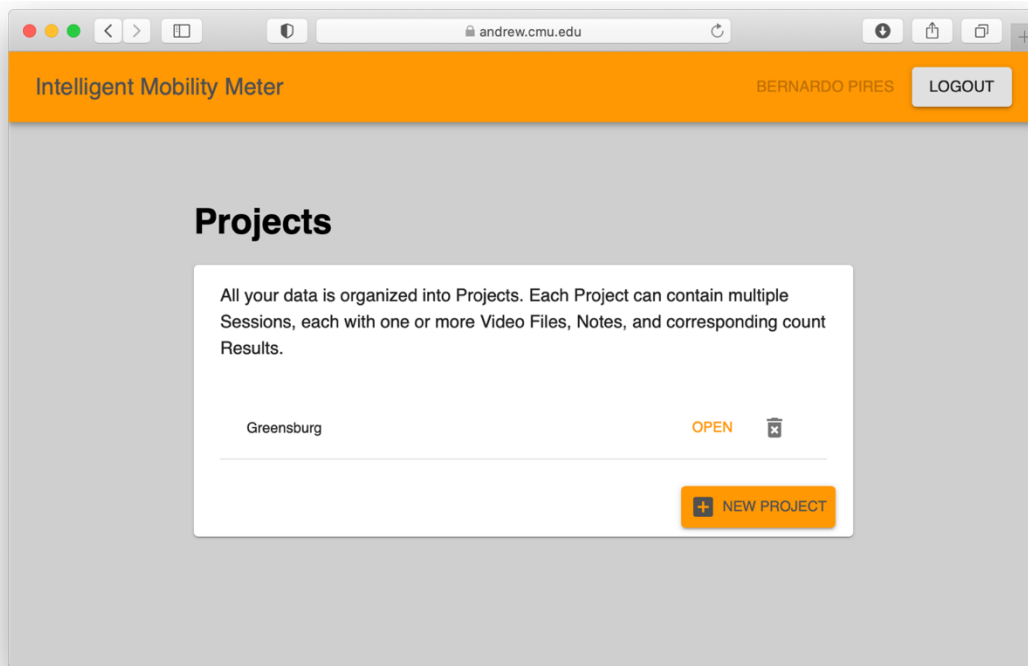 andrew.cmu.edu
Intelligent Mobility Meter
BERNARDO PIRES
LOGOUT
Projects
All your data is organized into Projects. Each Project can contain multiple
Sessions, each with one or more Video Files, Notes, and corresponding count
Results.
Greensburg
OPEN
NEW PROJECT